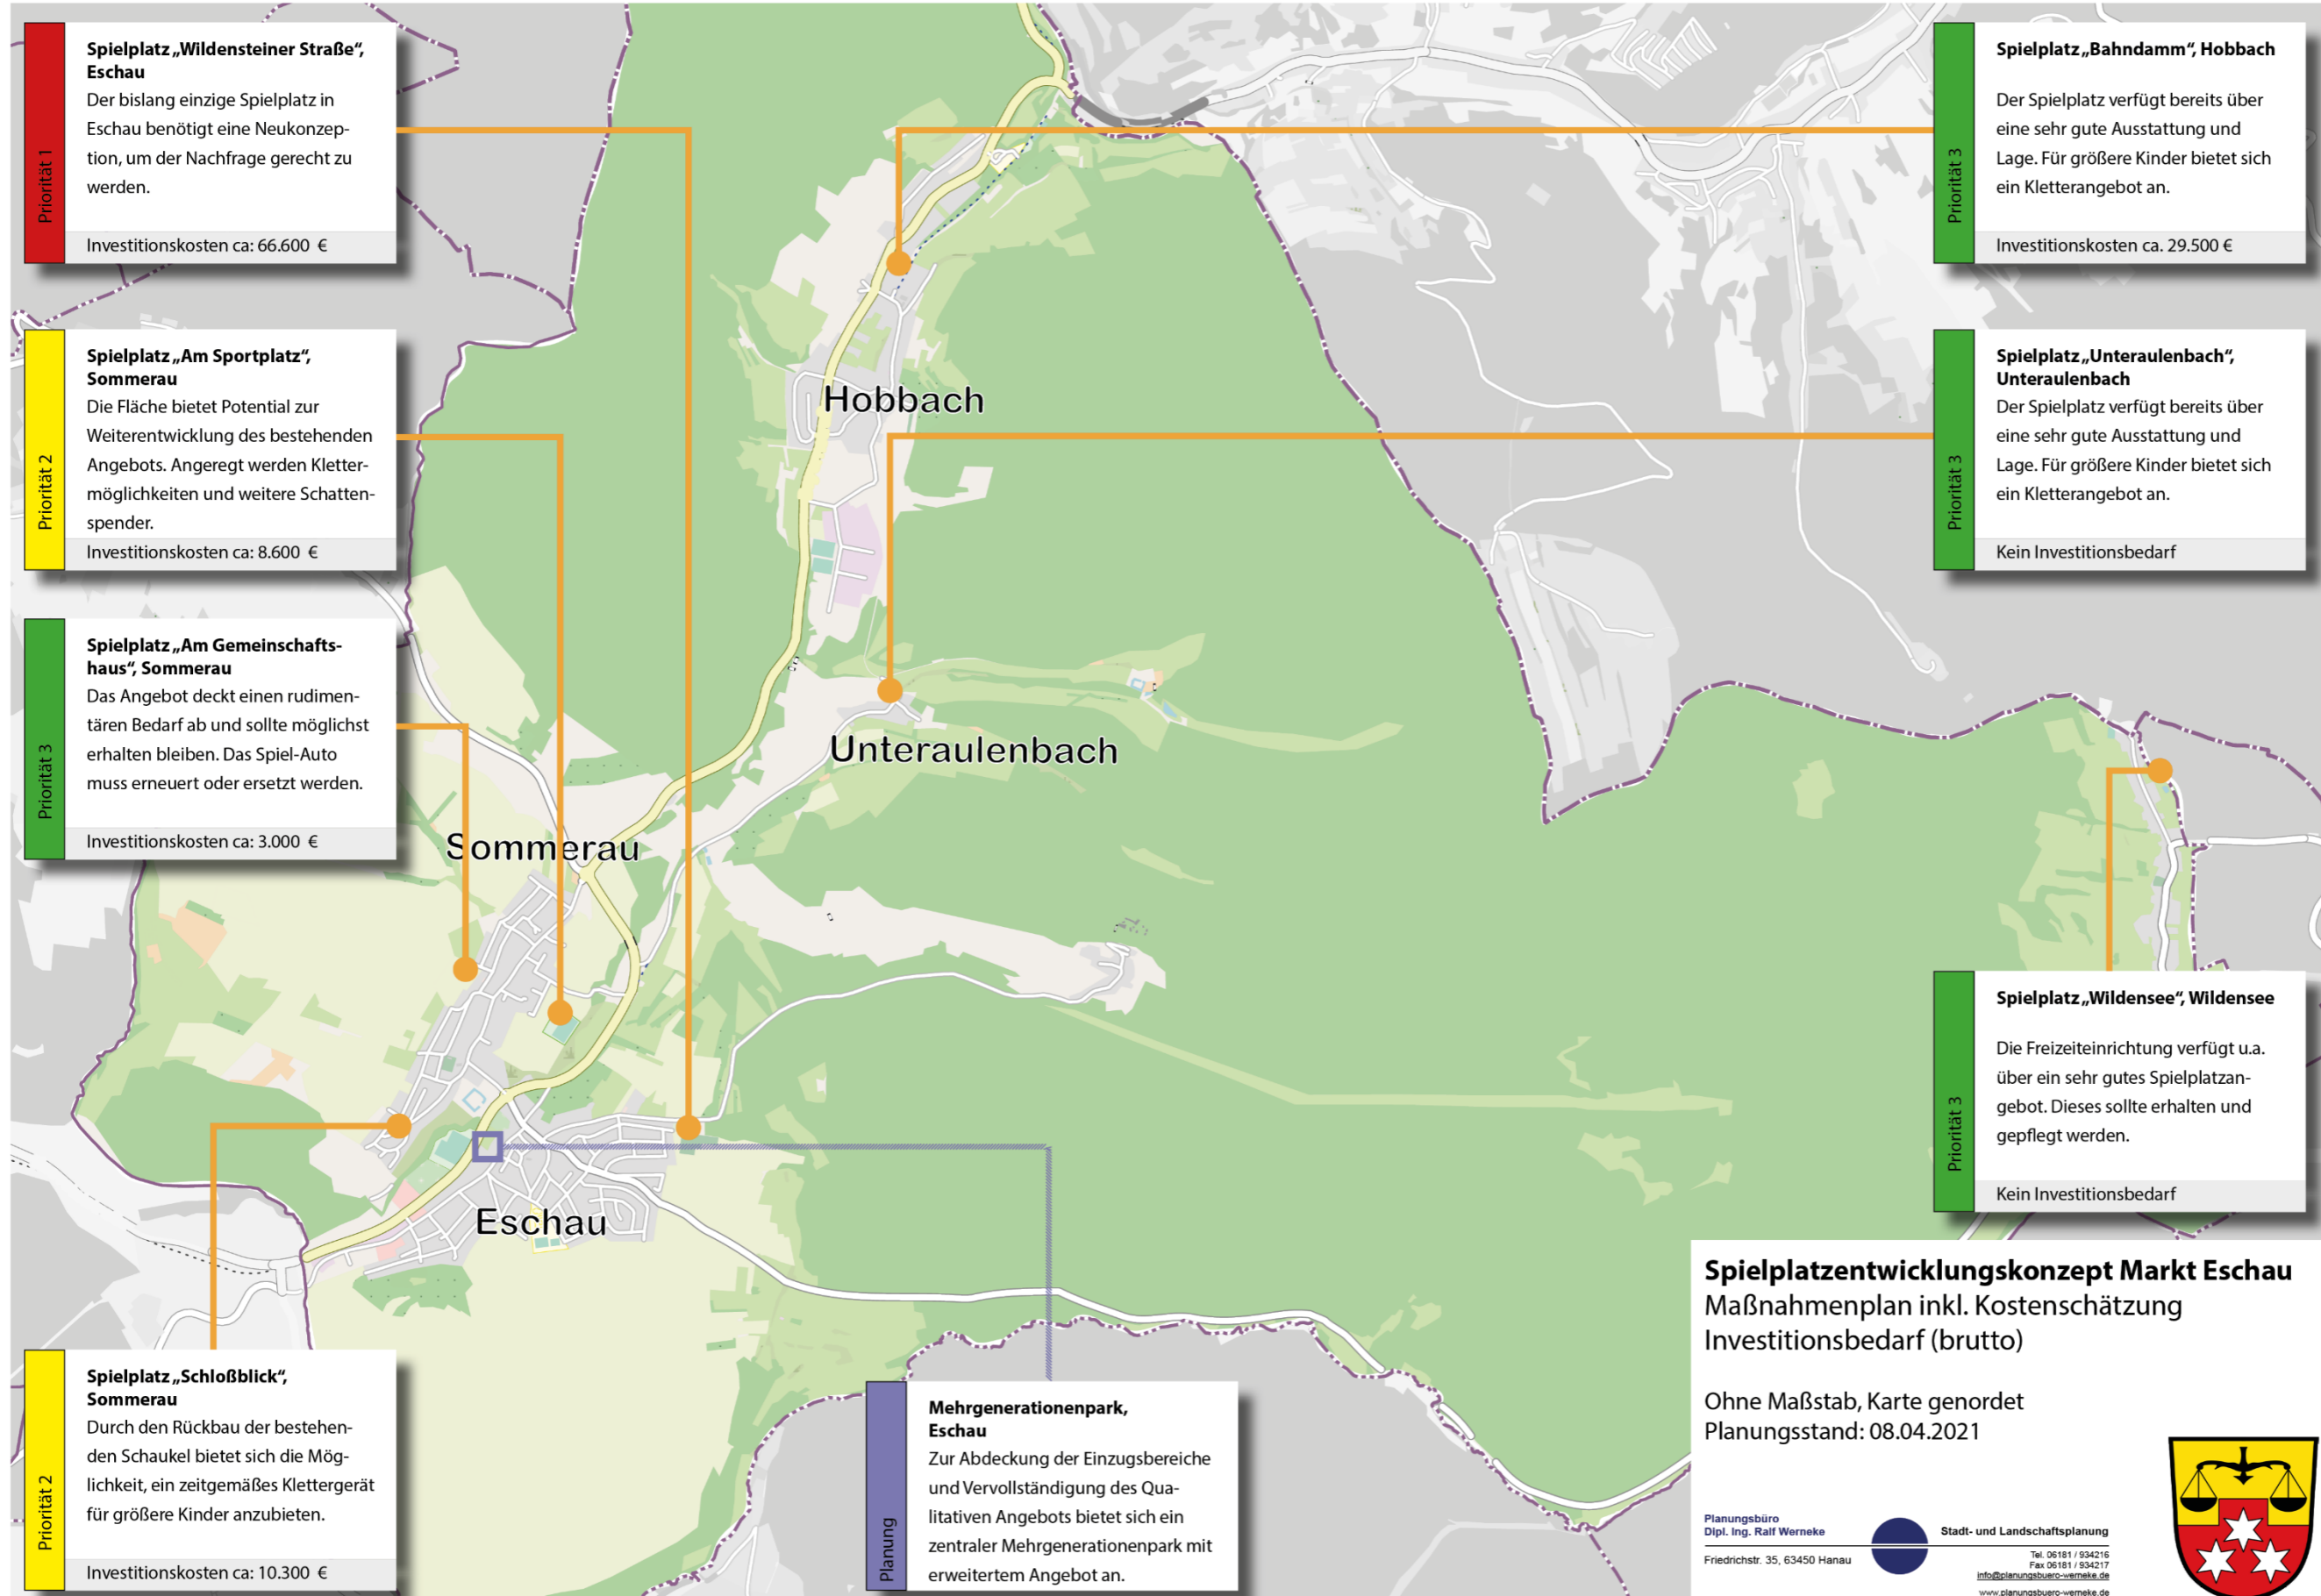 Spielplatz „Wildensteiner Straße“,
Eschau
Der bislang einzige Spielplatz in
Eschau benötigt eine Neukonzep-
tion, um der Nachfrage gerecht zu
werden.
Priorität 1
Investitionskosten ca: 66.600 €
Spielplatz „Am Sportplatz“,
Sommerau
Die Fläche bietet Potential zur
Weiterentwicklung des bestehenden
Angebots. Angeregt werden Kletter-
möglichkeiten und weitere Schatten-
spender.
Priorität 2
Investitionskosten ca: 8.600 €
Spielplatz „Am Gemeinschafts-
haus“, Sommerau
Das Angebot deckt einen rudimen-
tären Bedarf ab und sollte möglichst
erhalten bleiben. Das Spiel-Auto
muss erneuert oder ersetzt werden.
Priorität 3
Investitionskosten ca: 3.000 €
Spielplatz „Schloßblick“,
Sommerau
Durch den Rückbau der bestehen-
den Schaukel bietet sich die Mög-
lichkeit, ein zeitgemäßes Klettergerät
für größere Kinder anzubieten.
Priorität 2
Investitionskosten ca: 10.300 €
Hobbach
Unteraulenbach
Sommerau
Eschau
Mehrgenerationenpark,
Eschau
Zur Abdeckung der Einzugsbereiche
und Vervollständigung des Qua-
litativen Angebots bietet sich ein
zentraler Mehrgenerationenpark mit
erweitertem Angebot an.
Planung
Spielplatz „Bahndamm“, Hobbach
Der Spielplatz verfügt bereits über
eine sehr gute Ausstattung und
Lage. Für größere Kinder bietet sich
ein Kletterangebot an.
Priorität 3
Investitionskosten ca. 29.500 €
Spielplatz „Unteraulenbach“,
Unteraulenbach
Der Spielplatz verfügt bereits über
eine sehr gute Ausstattung und
Lage. Für größere Kinder bietet sich
ein Kletterangebot an.
Priorität 3
Kein Investitionsbedarf
Spielplatz „Wildensee“, Wildensee
Die Freizeiteinrichtung verfügt u.a.
über ein sehr gutes Spielplatzan-
gebot. Dieses sollte erhalten und
gepflegt werden.
Priorität 3
Kein Investitionsbedarf
Spielplatzentwicklungskonzept Markt Eschau
Maßnahmenplan inkl. Kostenschätzung
Investitionsbedarf (brutto)
Ohne Maßstab, Karte genordet
Planungsstand: 08.04.2021
Planungsbüro
Dipl. Ing. Ralf Werneke
Stadt- und Landschaftsplanung
Friedrichstr. 35, 63450 Hanau
Tel. 06181 / 934216
Fax 06181 / 934217
info@planungsbuero-werneke.de
www.planungsbuero-werneke.de